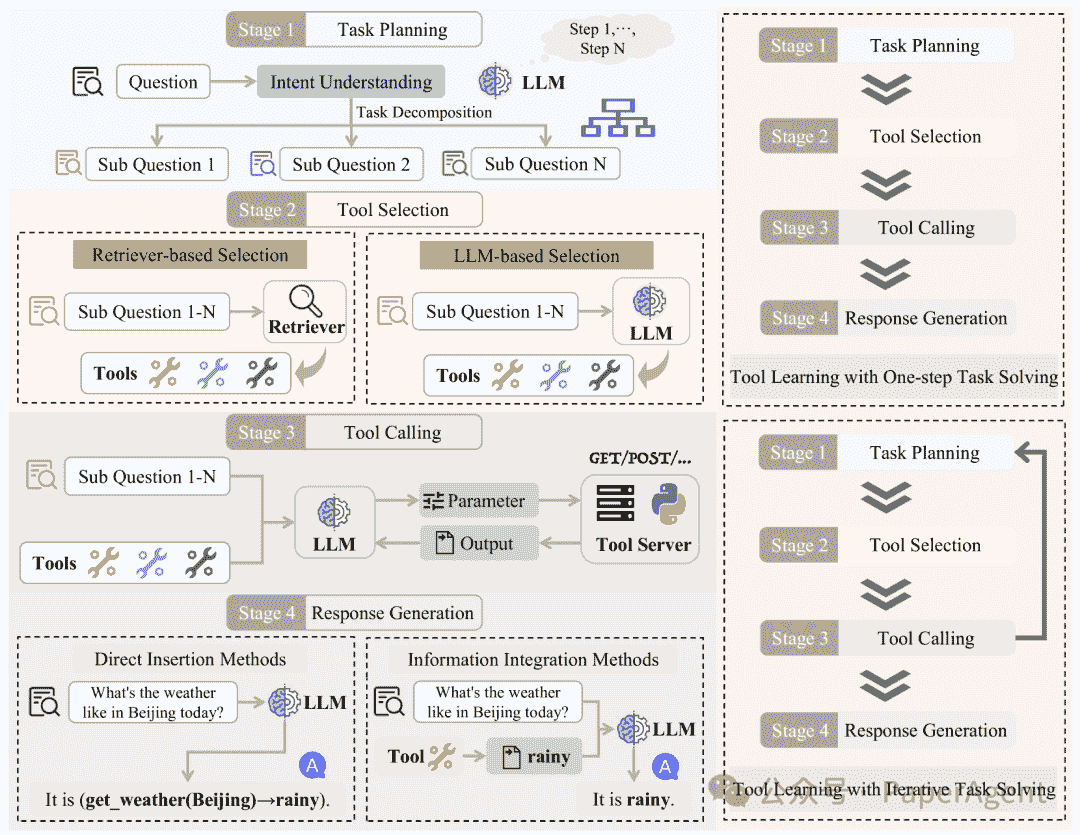 Stage 1 Task Planning
Step 1,···,
Step N
Question
Intent Understanding
LLM
Task Decomposition
Sub Question 1
Sub Question 2
Sub Question N
Stage 2 Tool Selection
Retriever-based Selection
Sub Question 1-N
Retriever
Tools
LLM-based Selection
Sub Question 1-N
LLM
Tools
Stage 3 Tool Calling
Sub Question 1-N
Tools
LLM
Parameter
Output
GET/POST/...
Tool Server
Stage 4 Response Generation
Direct Insertion Methods
What's the weather
like in Beijing today?
LLM
A
It is (get_weather(Beijing)→rainy).
Information Integration Methods
What's the weather
like in Beijing today?
Tool
rainy
LLM
A
It is rainy.
Stage 1 Task Planning
Stage 2 Tool Selection
Stage 3 Tool Calling
Stage 4 Response Generation
Tool Learning with One-step Task Solving
Stage 1 Task Planning
Stage 2 Tool Selection
Stage 3 Tool Calling
Stage 4 Response Generation
Tool Learning with Iterative Task Solving
公众号 · PaperAgent